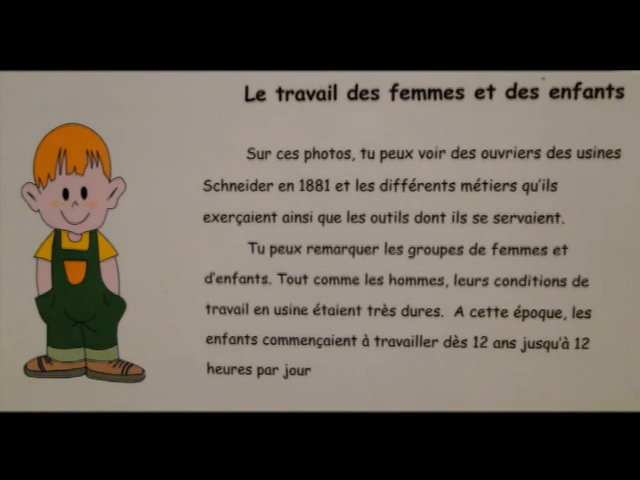 Le travail des femmes et des enfants
Sur ces photos, tu peux voir des ouvriers des usines
Schneider en 1881 et les différents métiers qu'ils
exerçaient ainsi que les outils dont ils se servaient.
Tu peux remarquer les groupes de femmes et
d'enfants. Tout comme les hommes, leurs conditions de
travail en usine étaient très dures. A cette époque, les
enfants commençaient à travailler dès 12 ans jusqu'à 12
heures par jour